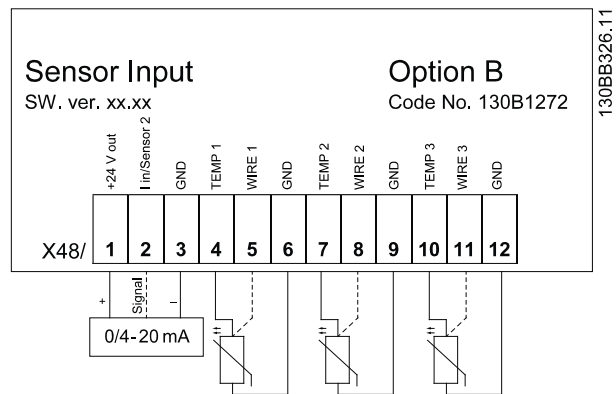 Sensor Input
SW. ver. xx.xx
Option B
Code No. 130B1272
130BB326.11
+24 V out
I in/Sensor 2
GND
TEMP 1
WIRE 1
GND
TEMP 2
WIRE 2
GND
TEMP 3
WIRE 3
GND
X48/ 1 2 3 4 5 6 7 8 9 10 11 12
+ Signal –
0/4-20 mA